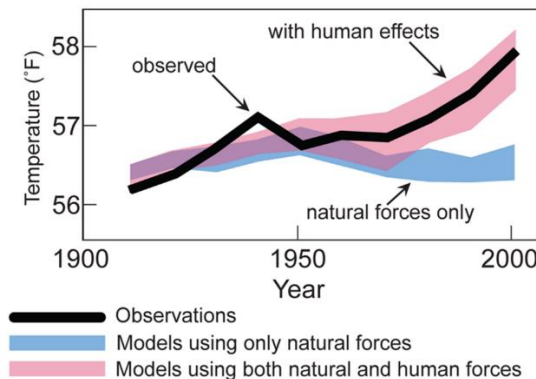 58
with human effects
observed
Temperature (˚F)
57
natural forces only
56
1900
1950
2000
Year
Observations
Models using only natural forces
Models using both natural and human forces